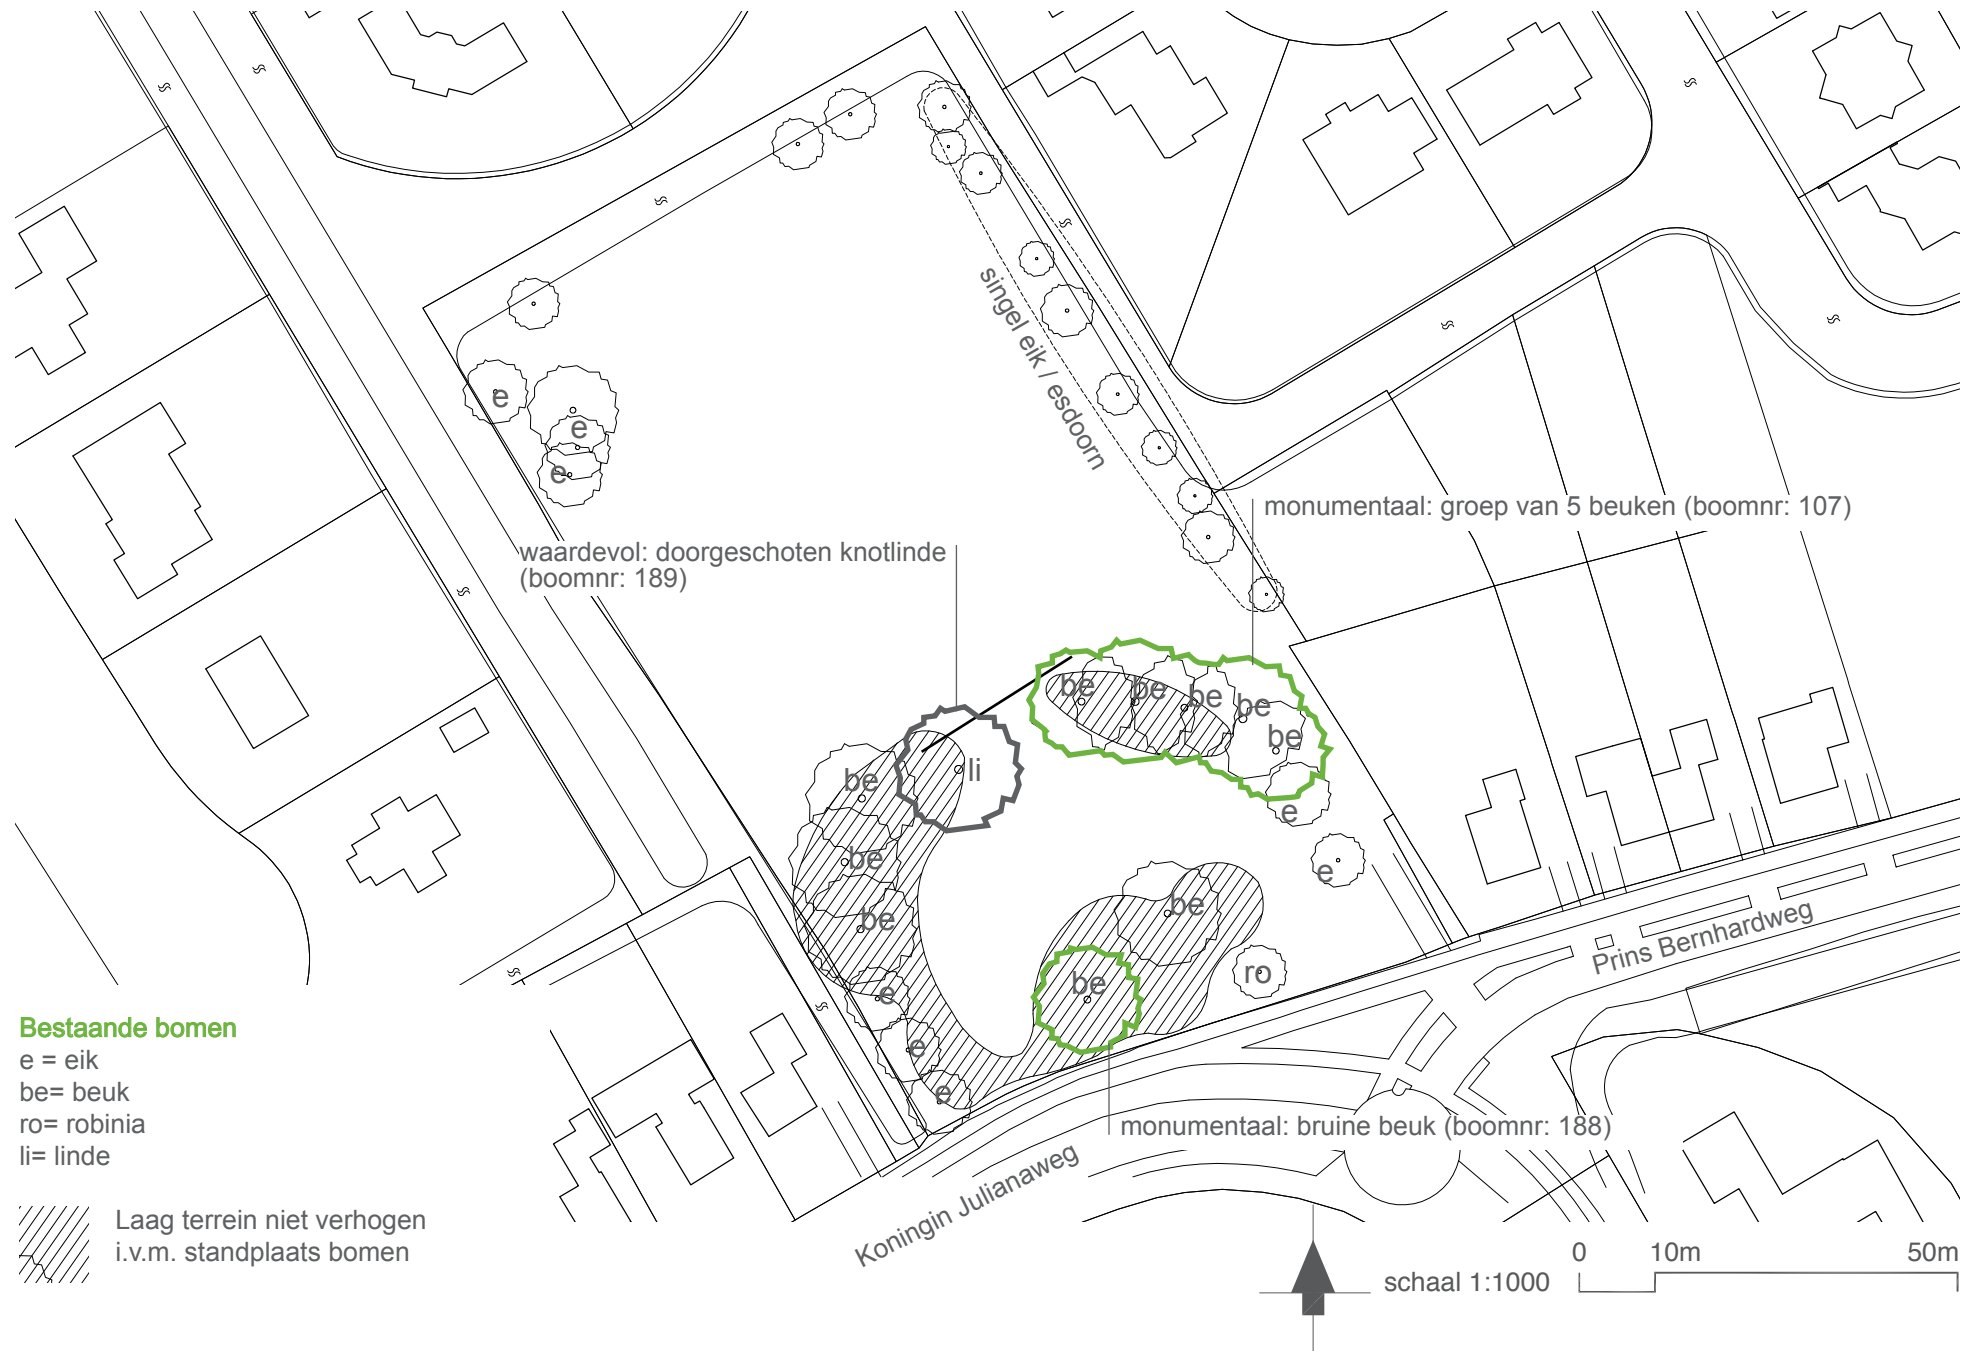 singel eik / esdoorn
e
e
e
monumentaal: groep van 5 beuken (boomnr: 107)
waardevol: doorgeschoten knotlinde
(boomnr: 189)
be
be
be
be
be
li
be
e
be
e
be
be
ro
be
e
e
e
Prins Bernhardweg
monumentaal: bruine beuk (boomnr: 188)
Koningin Julianaweg
Bestaande bomen
e = eik
be= beuk
ro= robinia
li= linde
Laag terrein niet verhogen
i.v.m. standplaats bomen
schaal 1:1000
0 10m 50m